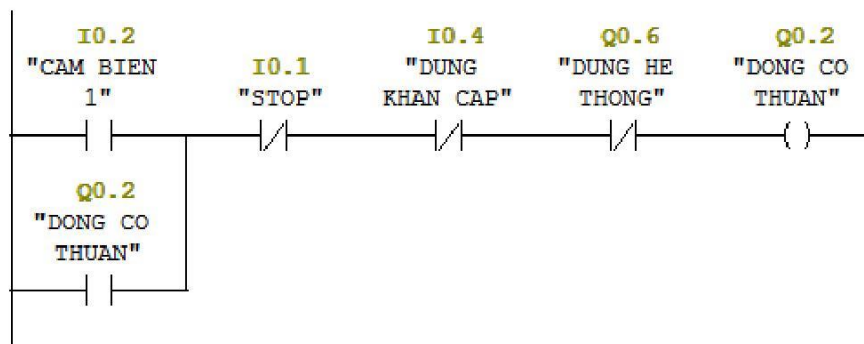 I0.2
"CAM BIEN
1"
I0.1
"STOP"
I0.4
"DUNG
KHAN CAP"
Q0.6
"DUNG HE
THONG"
Q0.2
"DONG CO
THUAN"
Q0.2
"DONG CO
THUAN"